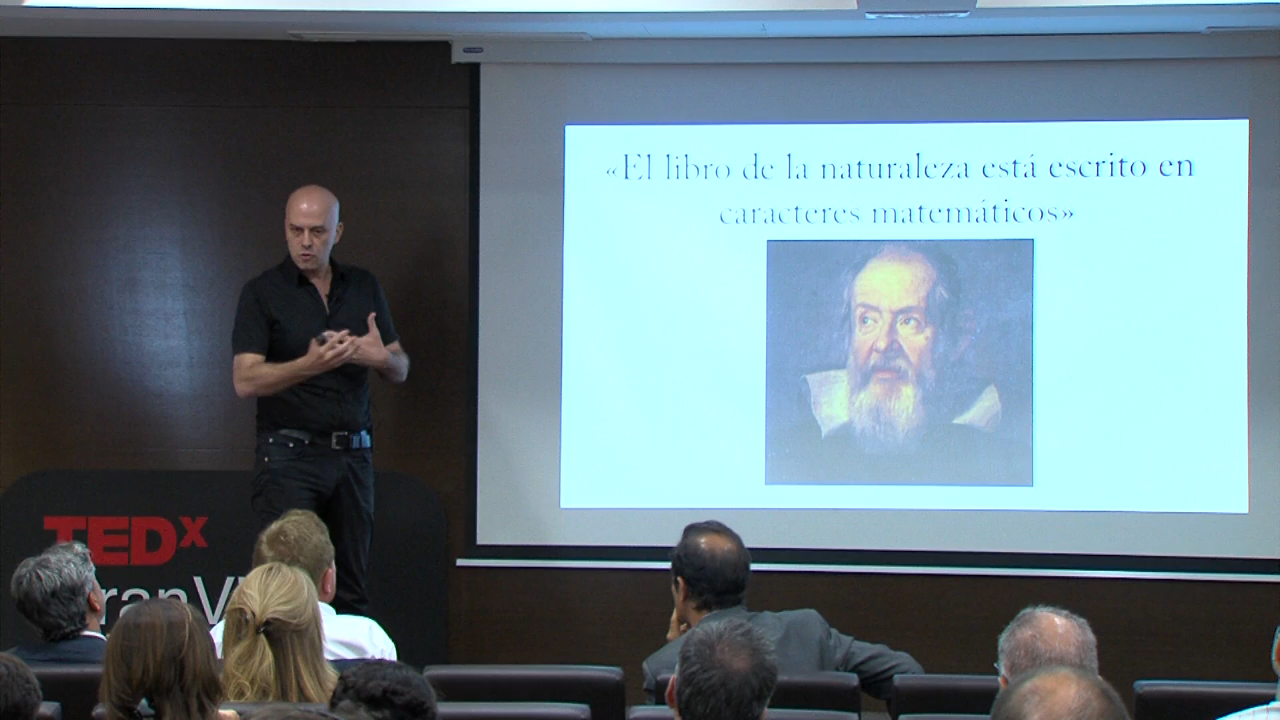 «El libro de la naturaleza está escrito en
caracteres matemáticos»
TEDx